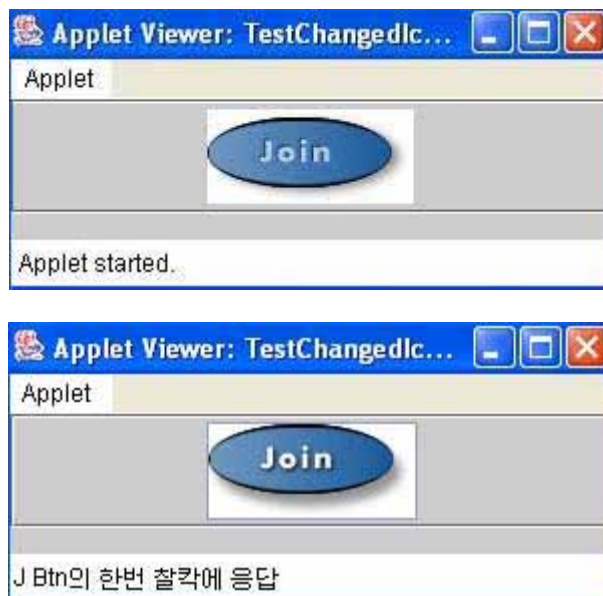 Applet Viewer: TestChangedIc...
Applet
Join
Applet started.
Applet Viewer: TestChangedIc...
Applet
Join
J Btn의 한번 찰칵에 응답